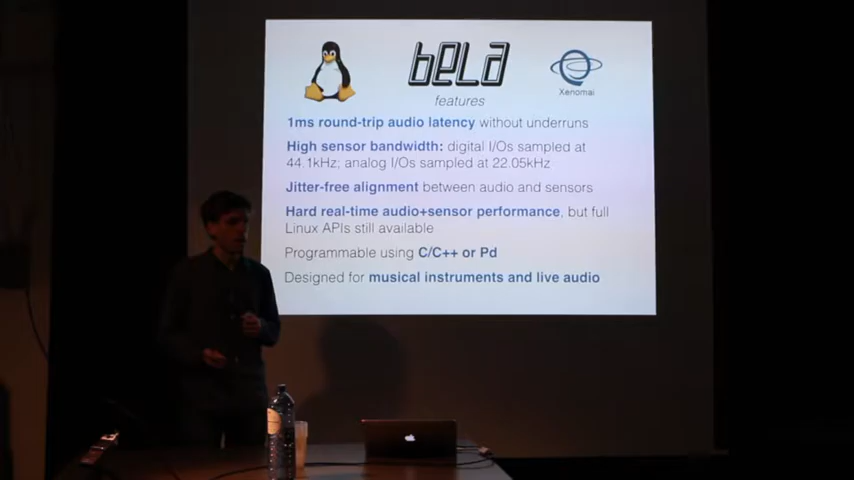 bela
Xenomai
features
1ms round-trip audio latency without underruns
High sensor bandwidth: digital I/Os sampled at
44.1kHz; analog I/Os sampled at 22.05kHz
Jitter-free alignment between audio and sensors
Hard real-time audio+sensor performance, but full
Linux APIs still available
Programmable using C/C++ or Pd
Designed for musical instruments and live audio